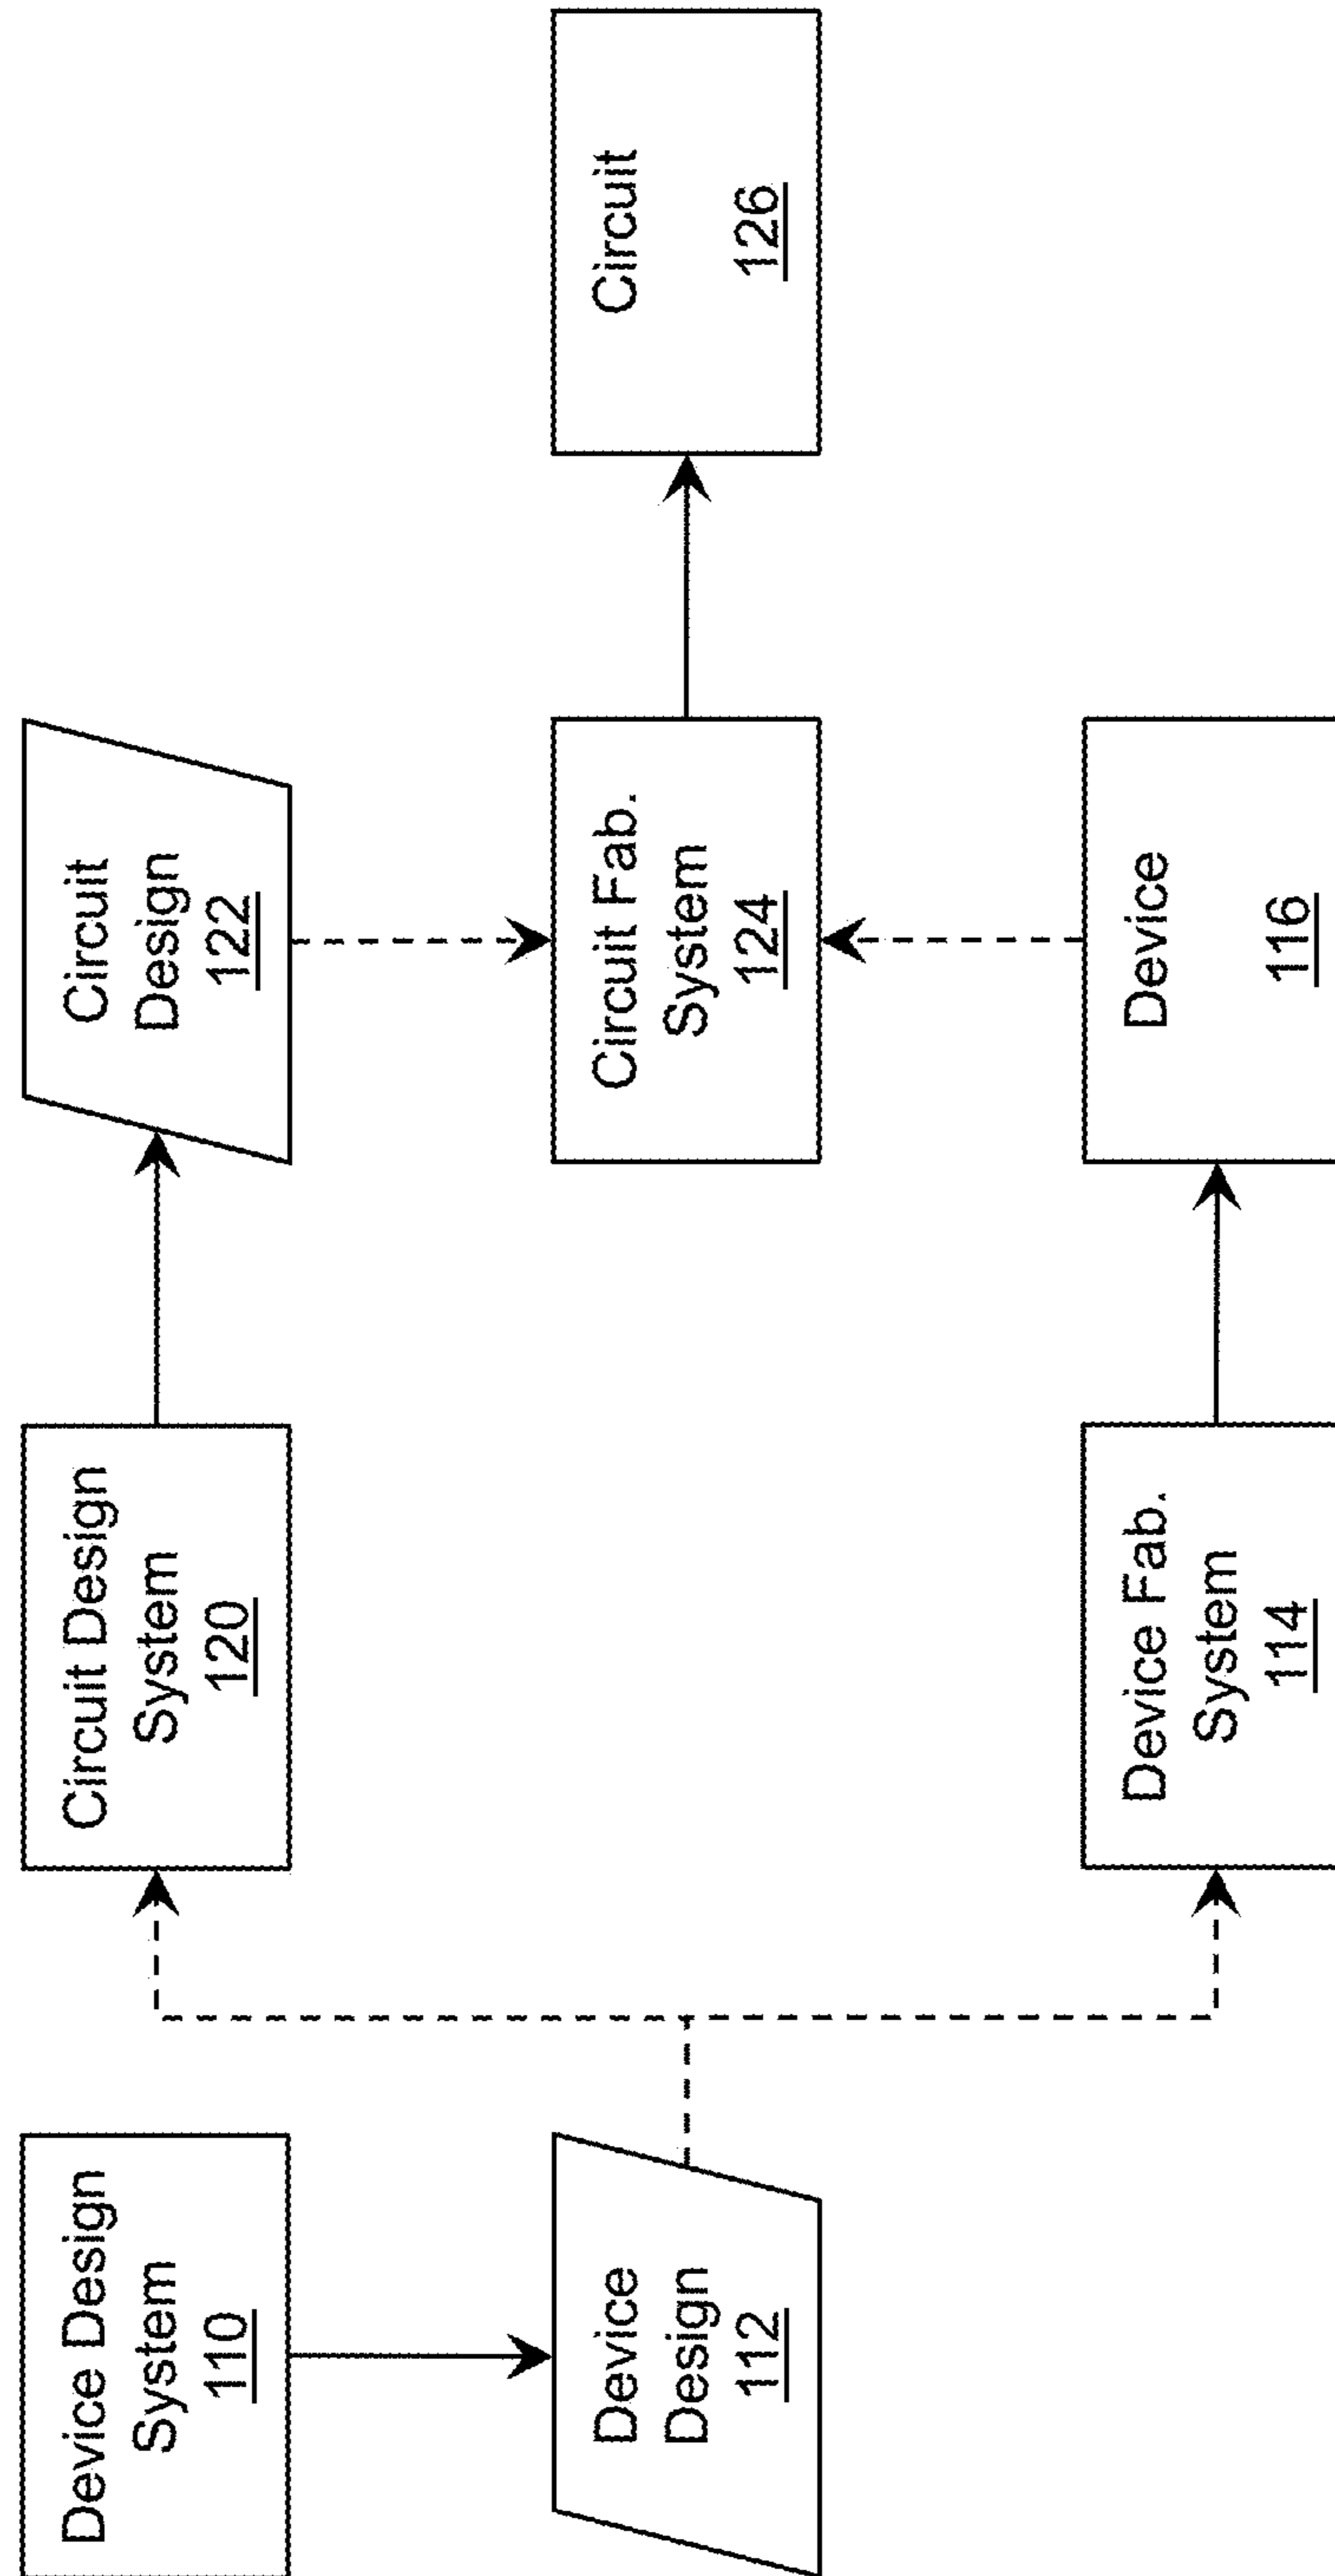 Device Design
System
110
Circuit Design
System
120
Circuit
Design
122
Device
Design
112
Circuit Fab.
System
124
Circuit
126
Device Fab.
System
114
Device
116